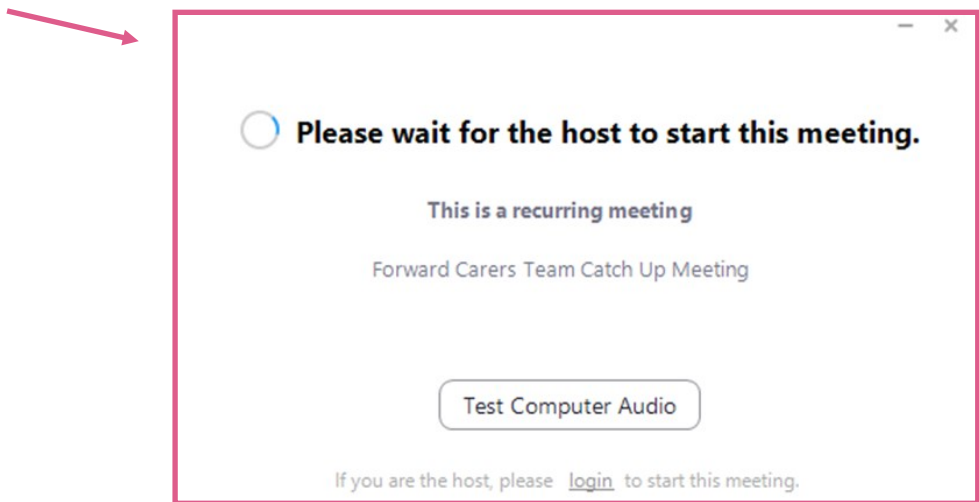 Please wait for the host to start this meeting.
This is a recurring meeting
Forward Carers Team Catch Up Meeting
Test Computer Audio
If you are the host, please login to start this meeting.